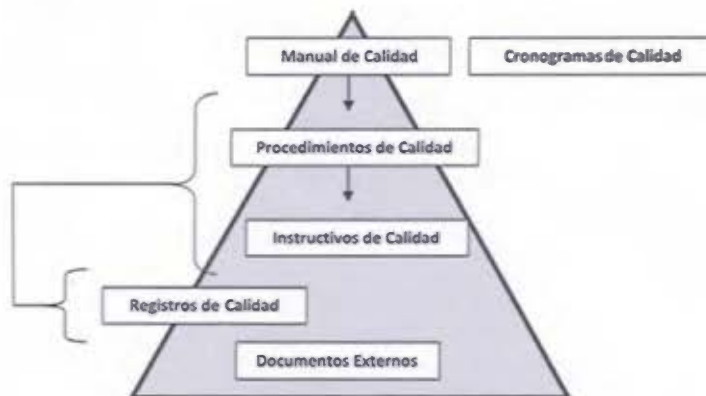 Manual de Calidad
Cronogramas de Calidad
Procedimientos de Calidad
Instructivos de Calidad
Registros de Calidad
Documentos Externos